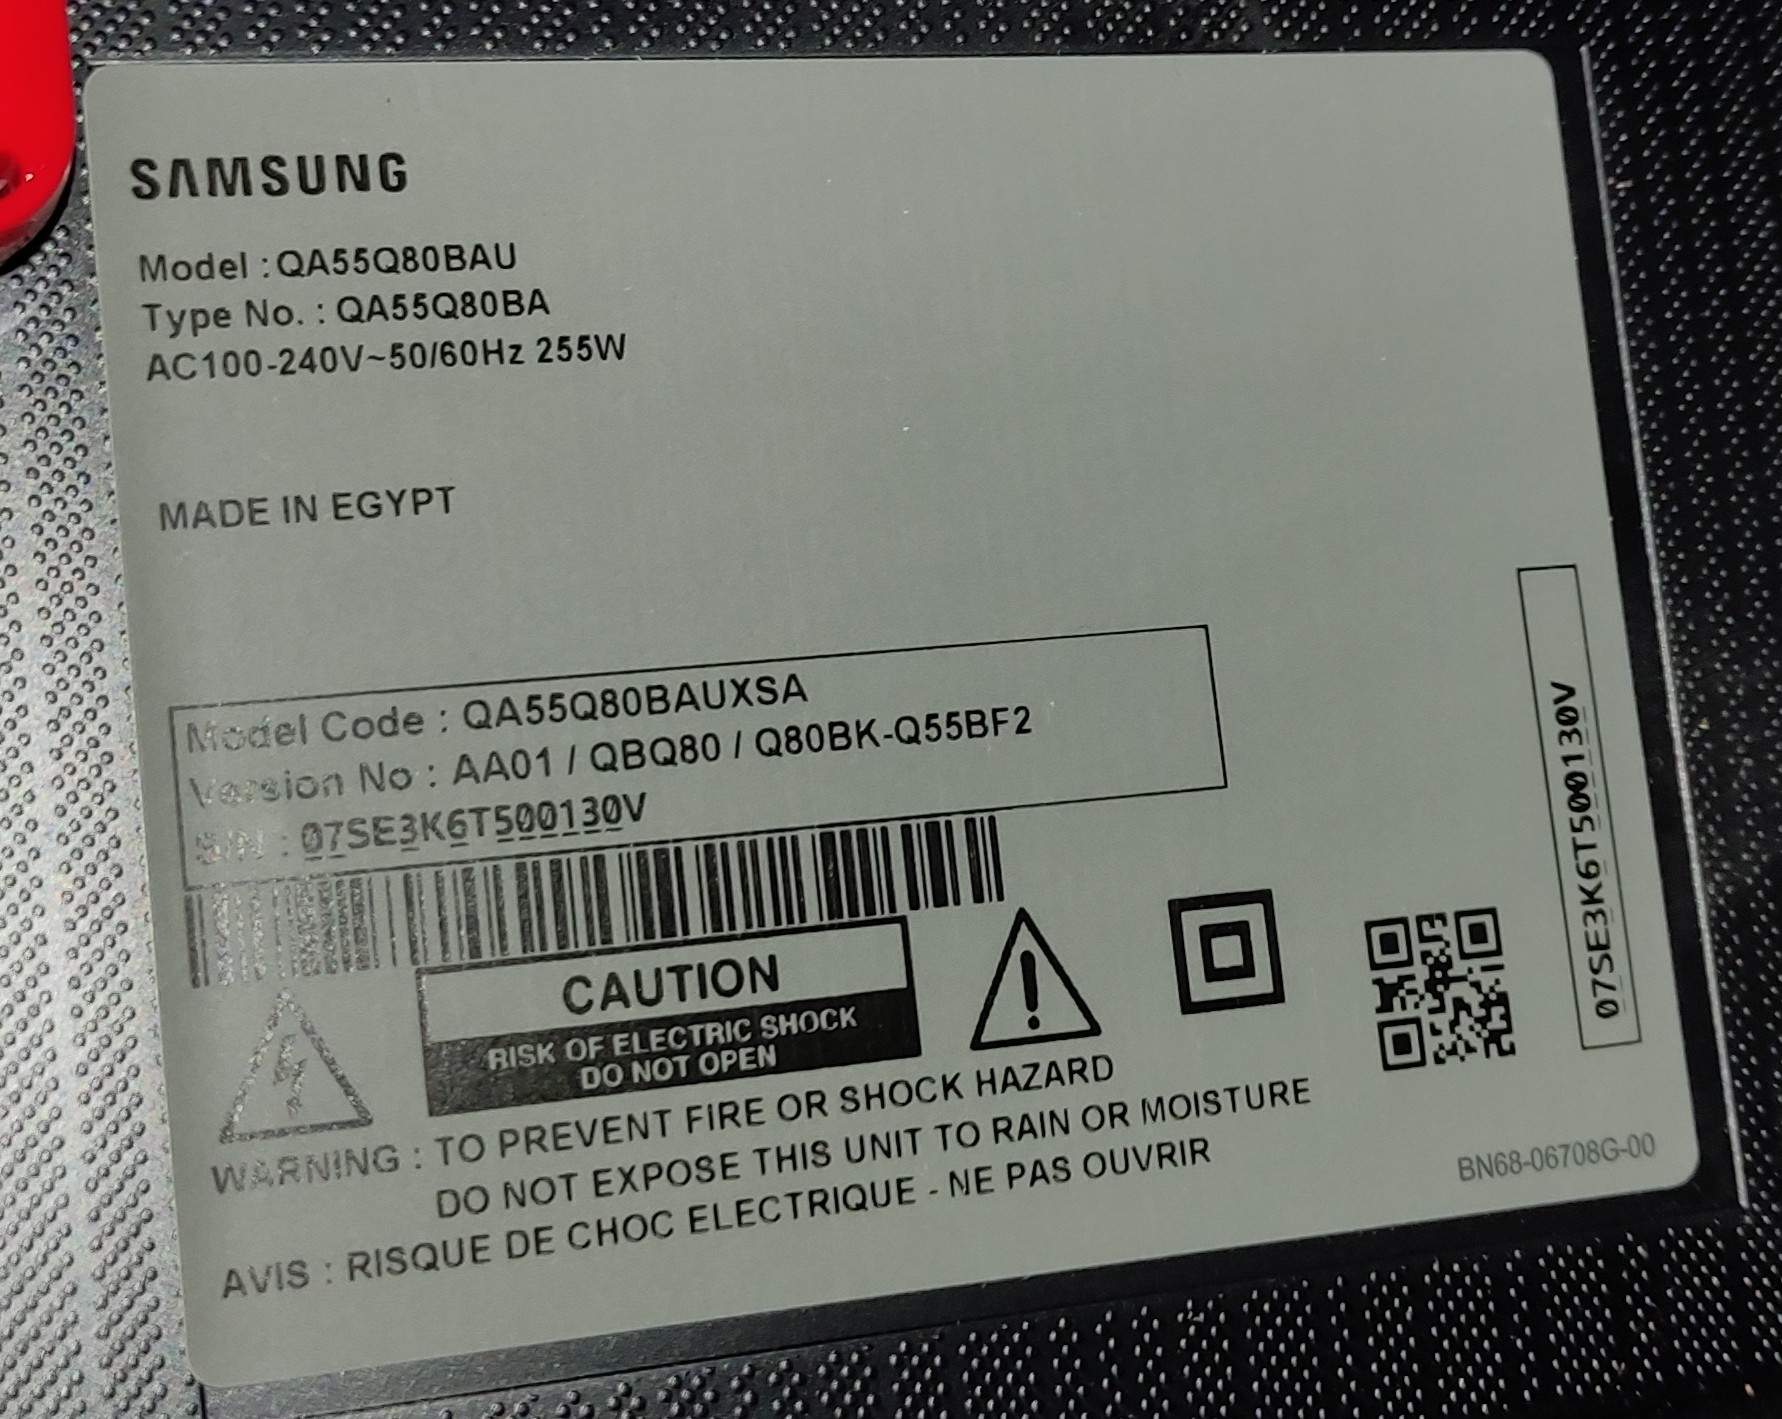 SAMSUNG
Model : QA55Q80BAU
Type No. : QA55Q80BA
AC100-240V~50/60Hz 255W
MADE IN EGYPT
Model Code : QA55Q80BAUXSA
Version No : AA01 / QBQ80 / Q80BK-Q55BF2
S/N : 07SE3K6T500130V
CAUTION
RISK OF ELECTRIC SHOCK
DO NOT OPEN
WARNING : TO PREVENT FIRE OR SHOCK HAZARD
DO NOT EXPOSE THIS UNIT TO RAIN OR MOISTURE
AVIS : RISQUE DE CHOC ELECTRIQUE - NE PAS OUVRIR
07SE3K6T500130V
BN68-06708G-00